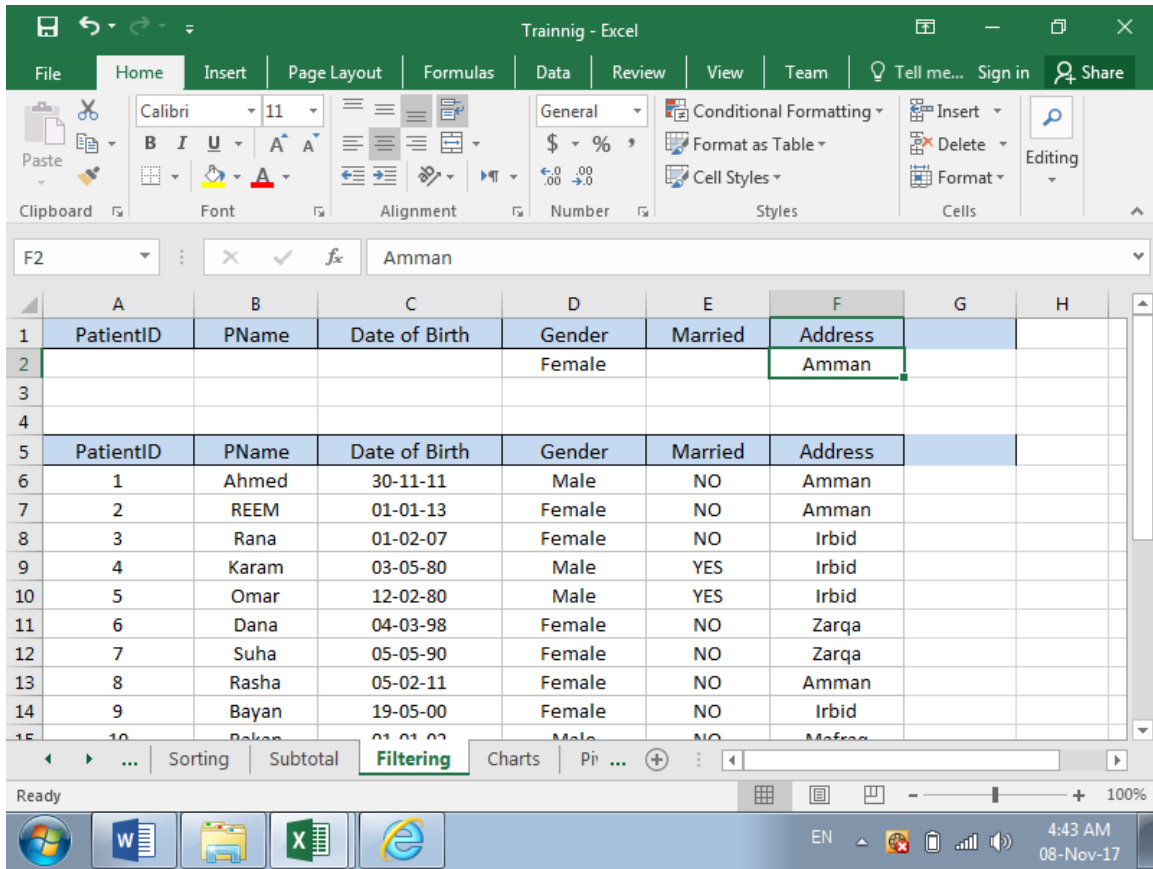 Trainnig - Excel
File Home Insert Page Layout Formulas Data Review View Team Tell me... Sign in Share
Calibri 11 General Conditional Formatting Insert
Paste B I U A A $ % , Format as Table Delete Editing
A .00 .00 .0 Cell Styles Format
Clipboard Font Alignment Number Styles Cells
F2 fx Amman
A B C D E F G H
1 PatientID PName Date of Birth Gender Married Address
2 Female Amman
3
4
5 PatientID PName Date of Birth Gender Married Address
6 1 Ahmed 30-11-11 Male NO Amman
7 2 REEM 01-01-13 Female NO Amman
8 3 Rana 01-02-07 Female NO Irbid
9 4 Karam 03-05-80 Male YES Irbid
10 5 Omar 12-02-80 Male YES Irbid
11 6 Dana 04-03-98 Female NO Zarqa
12 7 Suha 05-05-90 Female NO Zarqa
13 8 Rasha 05-02-11 Female NO Amman
14 9 Bayan 19-05-00 Female NO Irbid
... Sorting Subtotal Filtering Charts Piv ...
Ready 100%
EN 4:43 AM
08-Nov-17